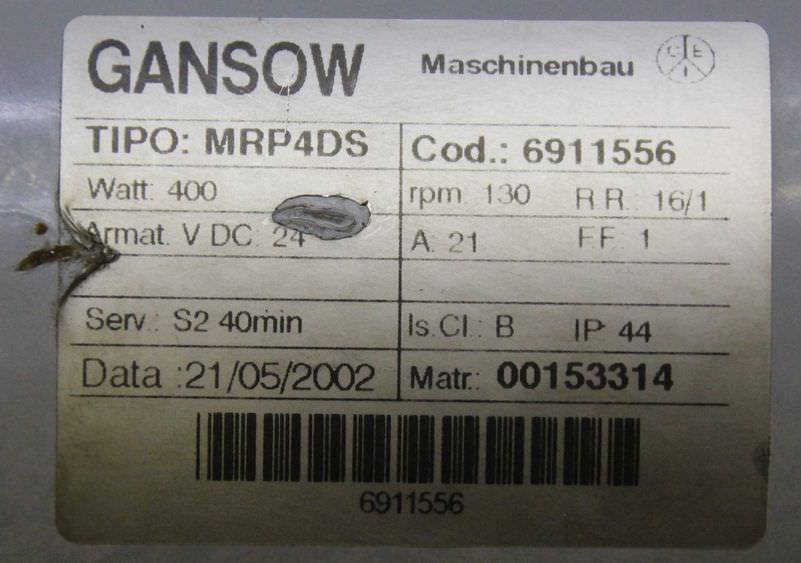 GANSOW Maschinenbau
TIPO: MRP4DS Cod.: 6911556
Watt: 400 rpm. 130 R.R.: 16/1
Armat. V DC. 24 A: 21 F.F. 1
Serv.: S2 40min Is.Cl.: B IP 44
Data :21/05/2002 Matr.: 00153314
6911556